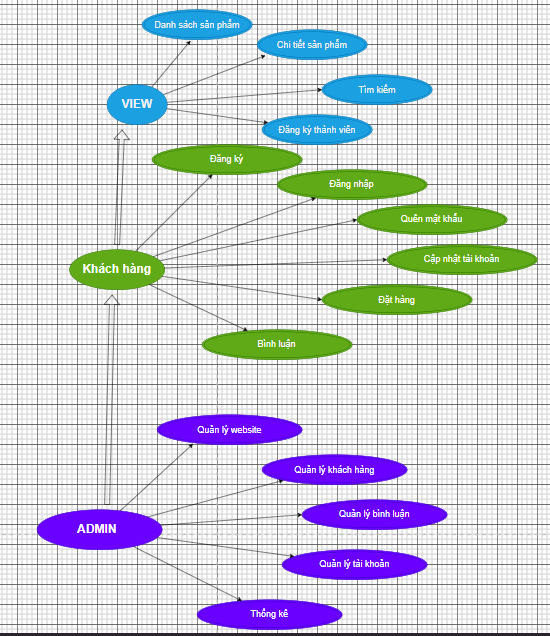 Danh sách sản phẩm
Chi tiết sản phẩm
VIEW
Tìm kiếm
Đăng ký thành viên
Đăng ký
Đăng nhập
Quên mật khẩu
Cập nhật tài khoản
Khách hàng
Đặt hàng
Bình luận
Quản lý website
Quản lý khách hàng
Quản lý bình luận
ADMIN
Quản lý tài khoản
Thống kê